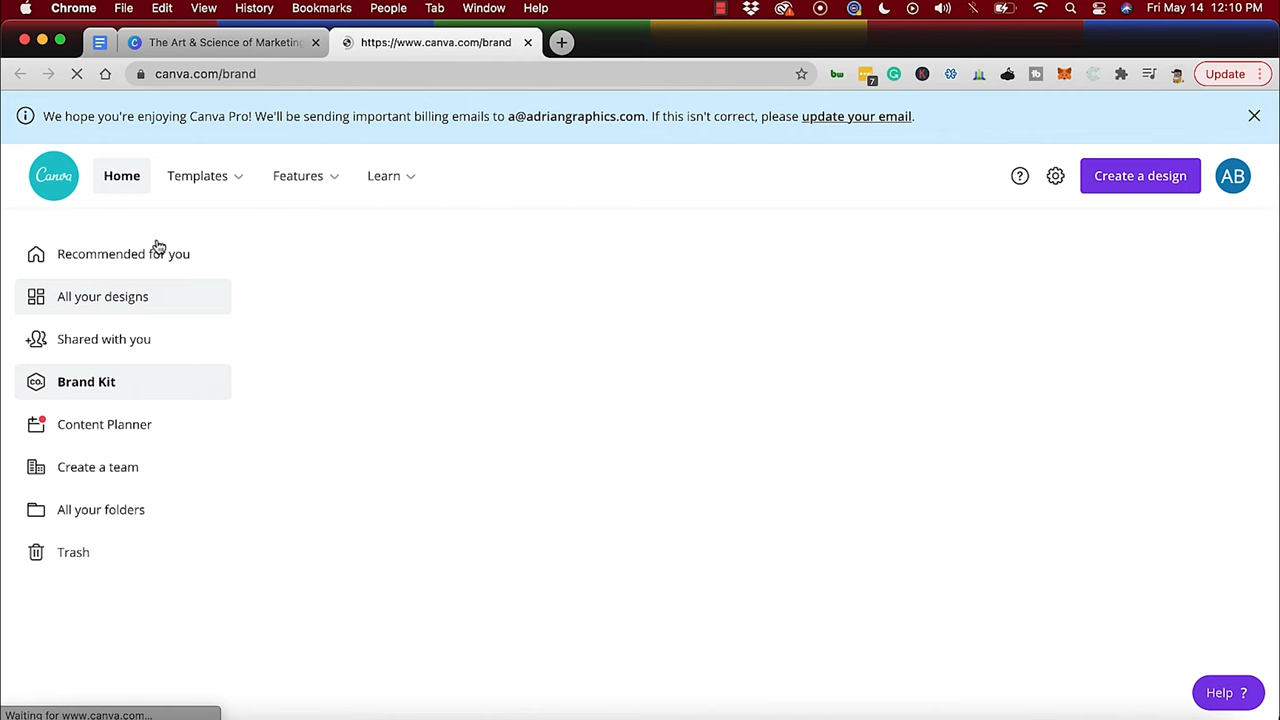 Chrome File Edit View History Bookmarks People Tab Window Help Fri May 14 12:10 PM
The Art & Science of Marketing https://www.canva.com/brand
canva.com/brand 7 Update
We hope you're enjoying Canva Pro! We'll be sending important billing emails to a@adriangraphics.com. If this isn't correct, please update your email.
Canva Home Templates Features Learn Create a design AB
Recommended for you
All your designs
Shared with you
CO. Brand Kit
Content Planner
Create a team
All your folders
Trash
Help ?
Waiting for www.canva.com...